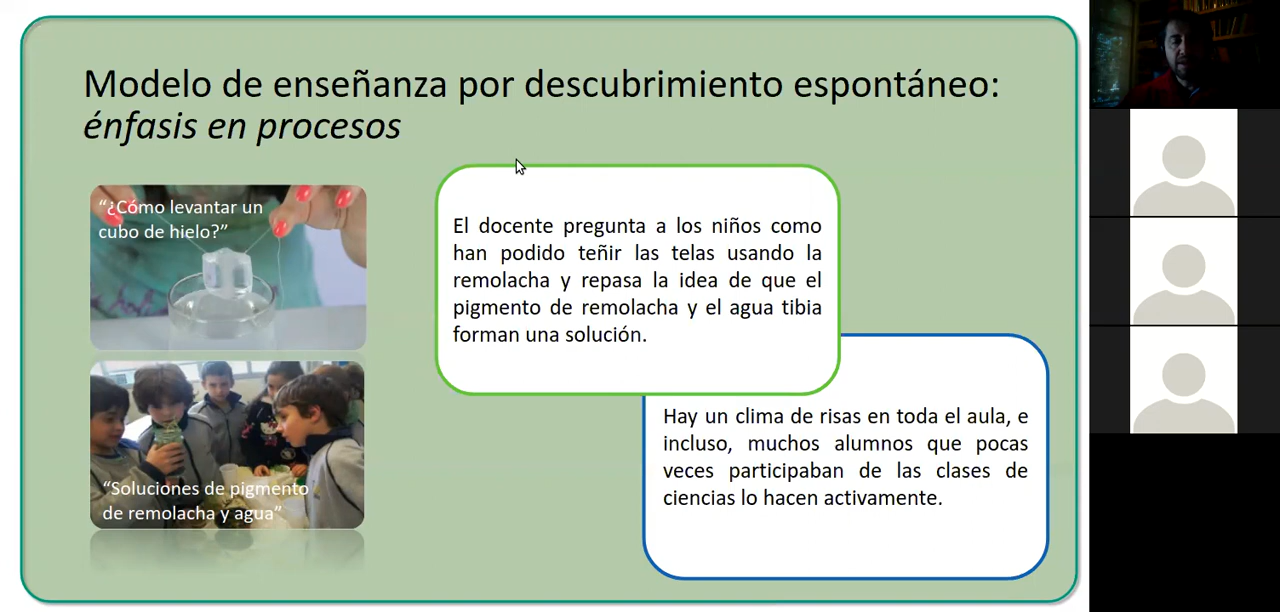 Modelo de enseñanza por descubrimiento espontáneo:
énfasis en procesos
“¿Cómo levantar un
cubo de hielo?”
El docente pregunta a los niños como
han podido teñir las telas usando la
remolacha y repasa la idea de que el
pigmento de remolacha y el agua tibia
forman una solución.
Hay un clima de risas en toda el aula, e
incluso, muchos alumnos que pocas
veces participaban de las clases de
ciencias lo hacen activamente.
“Soluciones de pigmento
de remolacha y agua”